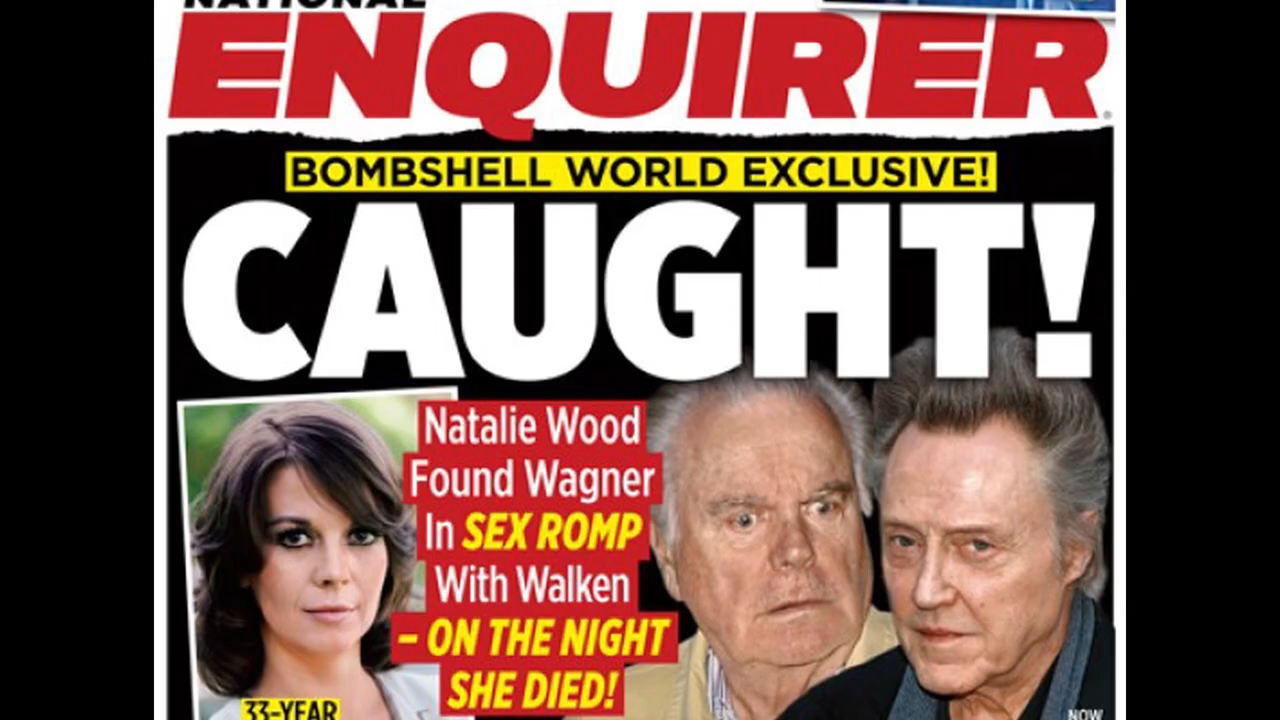 NATIONAL
ENQUIRER
BOMBSHELL WORLD EXCLUSIVE!
CAUGHT!
Natalie Wood
Found Wagner
In SEX ROMP
With Walken
– ON THE NIGHT
SHE DIED!
33-YEAR
NOW